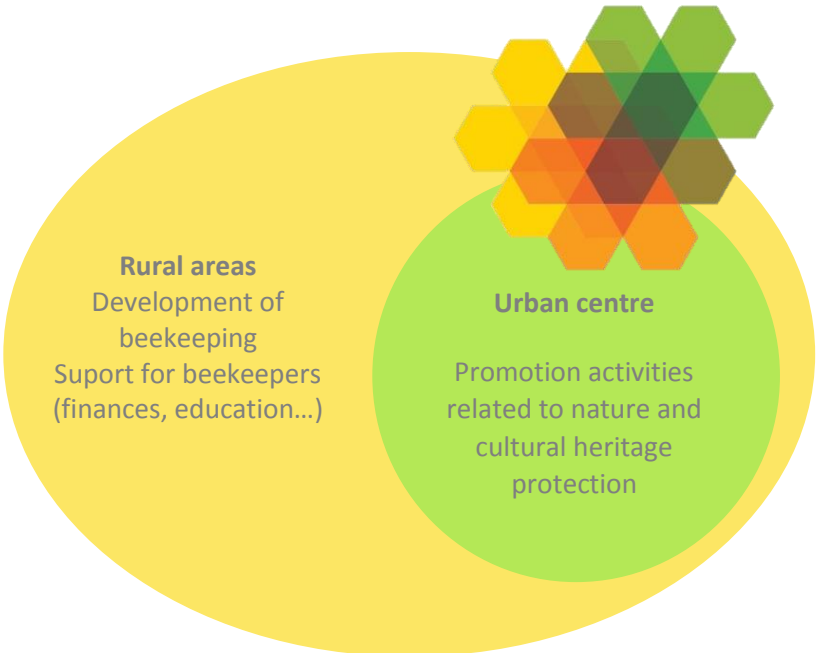 Rural areas
Development of
beekeeping
Suport for beekeepers
(finances, education…)
Urban centre
Promotion activities
related to nature and
cultural heritage
protection